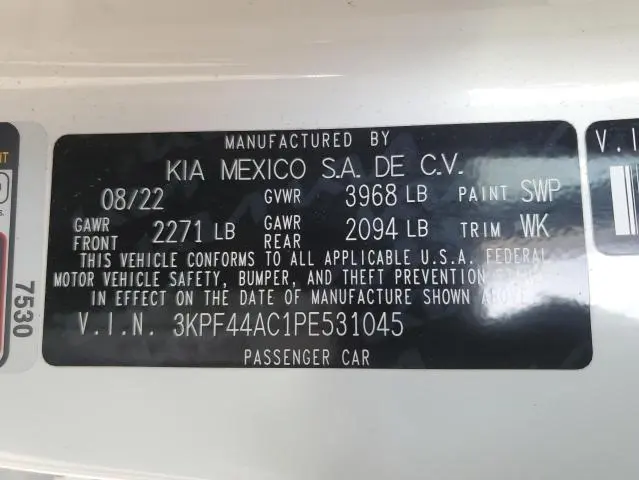 MANUFACTURED BY
KIA MEXICO S.A. DE C.V.
08/22 GVWR 3968 LB PAINT SWP
GAWR FRONT 2271 LB GAWR REAR 2094 LB TRIM WK
THIS VEHICLE CONFORMS TO ALL APPLICABLE U.S.A. FEDERAL
MOTOR VEHICLE SAFETY, BUMPER, AND THEFT PREVENTION
IN EFFECT ON THE DATE OF MANUFACTURE SHOWN
V.I.N. 3KPF44AC1PE531045
PASSENGER CAR
7530
V.I